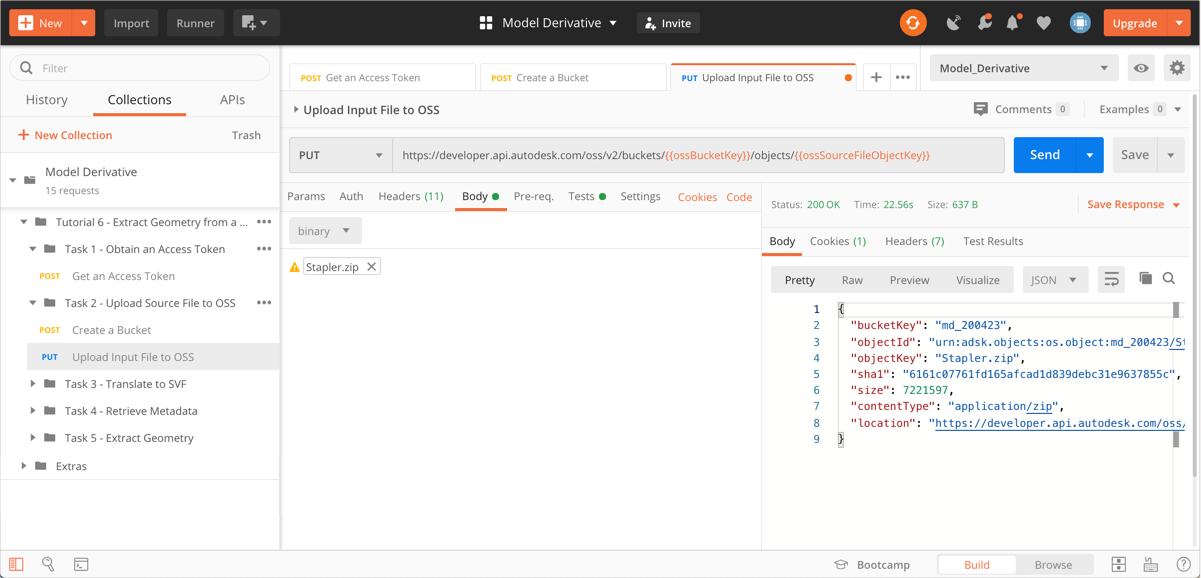 New
Import
Runner
Model Derivative
Invite
Upgrade
Filter
History
Collections
APIs
New Collection
Trash
Model Derivative
15 requests
Tutorial 6 - Extract Geometry from a ...
Task 1 - Obtain an Access Token
POST Get an Access Token
Task 2 - Upload Source File to OSS
POST Create a Bucket
PUT Upload Input File to OSS
Task 3 - Translate to SVF
Task 4 - Retrieve Metadata
Task 5 - Extract Geometry
Extras
POST Get an Access Token
POST Create a Bucket
PUT Upload Input File to OSS
Model_Derivative
Upload Input File to OSS
Comments 0
Examples 0
PUT
https://developer.api.autodesk.com/oss/v2/buckets/{{ossBucketKey}}/objects/{{ossSourceFileObjectKey}}
Send
Save
Params Auth Headers (11) Body Pre-req. Tests Settings Cookies Code
binary
Stapler.zip
Status: 200 OK Time: 22.56s Size: 637 B
Save Response
Body Cookies (1) Headers (7) Test Results
Pretty Raw Preview Visualize JSON
1 {
2 "bucketKey": "md_200423",
3 "objectId": "urn:adsk.objects:os.object:md_200423/St
4 "objectKey": "Stapler.zip",
5 "sha1": "6161c07761fd165afcad1d839debc31e9637855c",
6 "size": 7221597,
7 "contentType": "application/zip",
8 "location": "https://developer.api.autodesk.com/oss/
9 }
Bootcamp
Build
Browse